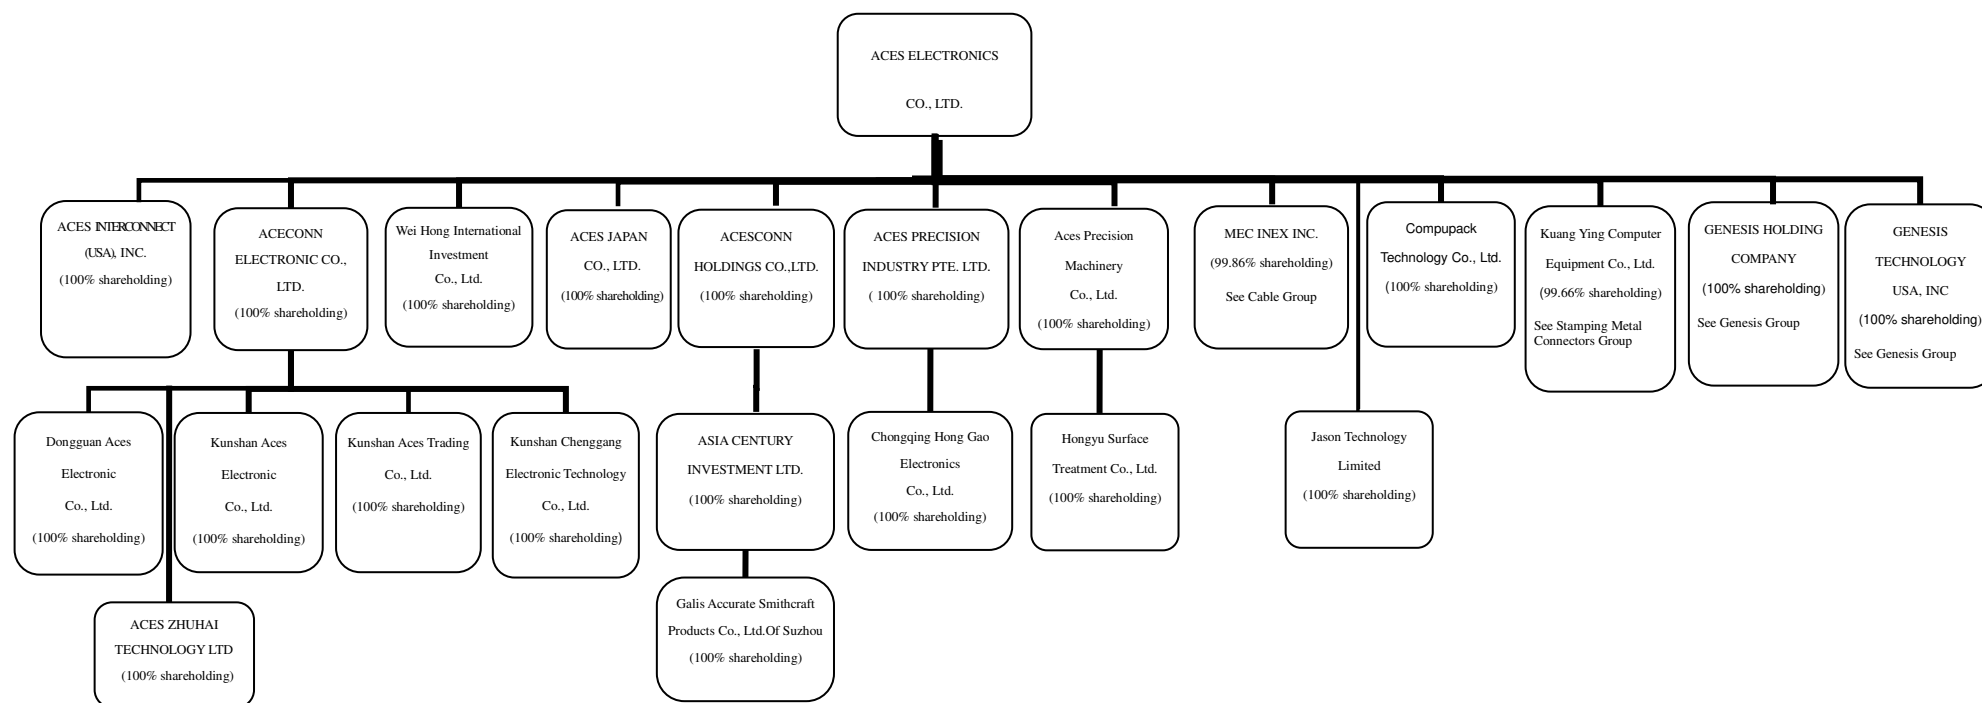 ACES ELECTRONICS
CO., LTD.
ACES INTERCONNECT
(USA), INC.
(100% shareholding)
ACECONN
ELECTRONIC CO.,
LTD.
(100% shareholding)
Wei Hong International
Investment
Co., Ltd.
(100% shareholding)
ACES JAPAN
CO., LTD.
(100% shareholding)
ACESCONN
HOLDINGS CO.,LTD.
(100% shareholding)
ACES PRECISION
INDUSTRY PTE. LTD.
( 100% shareholding)
Aces Precision
Machinery
Co., Ltd.
(100% shareholding)
MEC INEX INC.
(99.86% shareholding)
See Cable Group
Compupack
Technology Co., Ltd.
(100% shareholding)
Kuang Ying Computer
Equipment Co., Ltd.
(99.66% shareholding)
See Stamping Metal
Connectors Group
GENESIS HOLDING
COMPANY
(100% shareholding)
See Genesis Group
GENESIS
TECHNOLOGY
USA, INC
(100% shareholding)
See Genesis Group
Dongguan Aces
Electronic
Co., Ltd.
(100% shareholding)
Kunshan Aces
Electronic
Co., Ltd.
(100% shareholding)
Kunshan Aces Trading
Co., Ltd.
(100% shareholding)
Kunshan Chenggang
Electronic Technology
Co., Ltd.
(100% shareholding)
ASIA CENTURY
INVESTMENT LTD.
(100% shareholding)
Chongqing Hong Gao
Electronics
Co., Ltd.
(100% shareholding)
Hongyu Surface
Treatment Co., Ltd.
(100% shareholding)
Jason Technology
Limited
(100% shareholding)
ACES ZHUHAI
TECHNOLOGY LTD
(100% shareholding)
Galis Accurate Smithcraft
Products Co., Ltd.Of Suzhou
(100% shareholding)